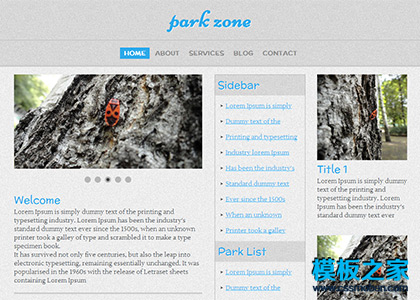 park zone
HOME ABOUT SERVICES BLOG CONTACT
Welcome
Lorem Ipsum is simply dummy text of the printing and
typesetting industry. Lorem Ipsum has been the industry's
standard dummy text ever since the 1500s, when an unknown
printer took a galley of type and scrambled it to make a type
specimen book.
It has survived not only five centuries, but also the leap into
electronic typesetting, remaining essentially unchanged. It was
popularised in the 1960s with the release of Letraset sheets
containing Lorem Ipsum
Sidebar
Lorem Ipsum is simply
Dummy text of the
Printing and typesetting
Industry lorem Ipsum
Has been the industry's
Standard dummy text
Ever since the 1500s
When an unknown
Printer took a galley
Park List
Lorem Ipsum is simply
Dummy text of the
Title 1
Lorem Ipsum is simply
dummy text of the printing
and typesetting industry.
Lorem Ipsum has been the
industry's standard
dummy text ever
模板之家